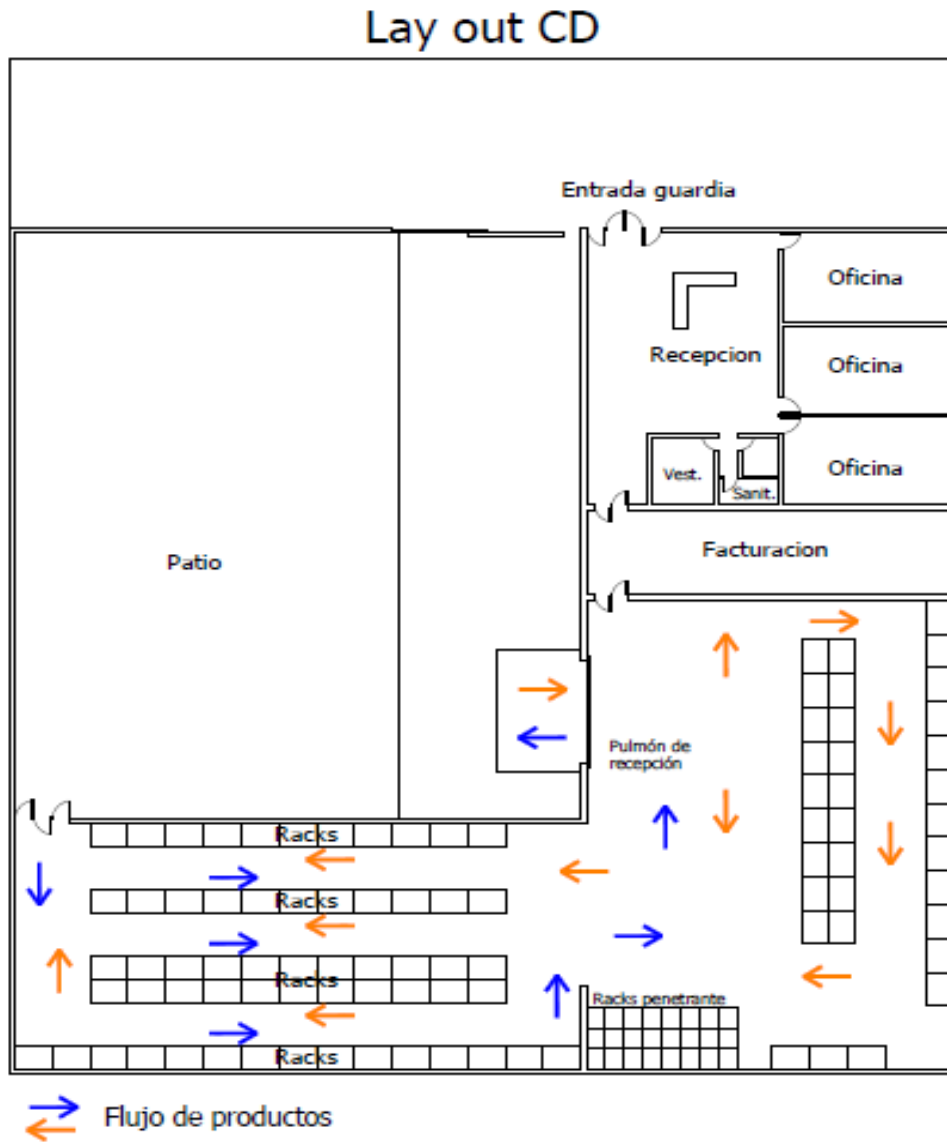 Lay out CD
Entrada guardia
Oficina
Recepcion
Oficina
Oficina
Vest.
Sanit.
Facturacion
Patio
Pulmón de
recepción
Racks
Racks
Racks
Racks penetrante
Racks
Flujo de productos